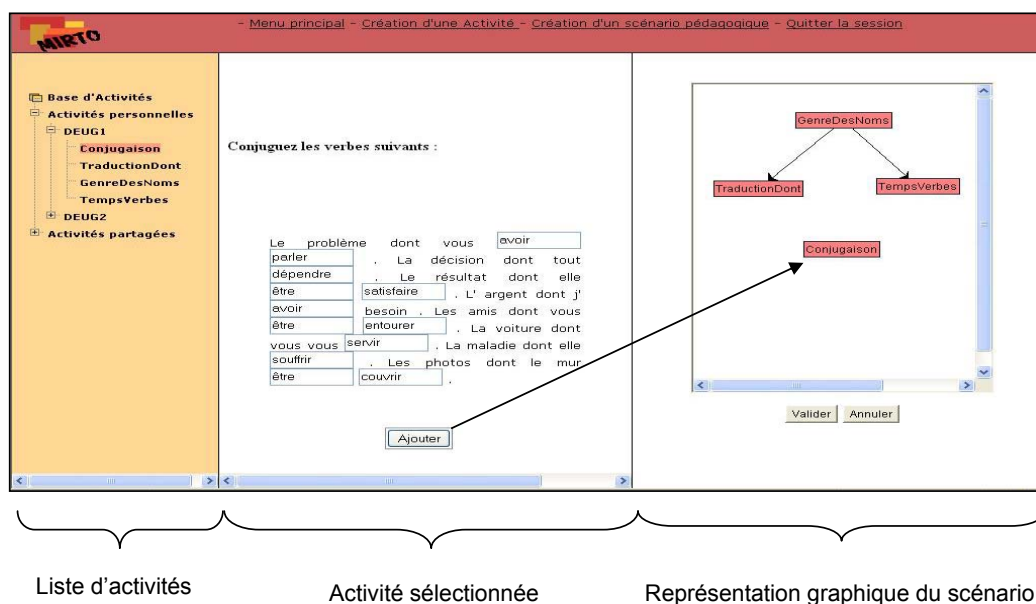 MIRTO
- Menu principal - Création d'une Activité - Création d'un scénario pédagogique - Quitter la session
Base d'Activités
Activités personnelles
DEUG1
Conjugaison
TraductionDont
GenreDesNoms
TempsVerbes
DEUG2
Activités partagées
Conjuguez les verbes suivants :
Le problème dont vous avoir
parler . La décision dont tout
dépendre . Le résultat dont elle
être satisfaire . L' argent dont j'
avoir besoin . Les amis dont vous
être entourer . La voiture dont
vous vous servir . La maladie dont elle
souffrir . Les photos dont le mur
être couvrir .
Ajouter
GenreDesNoms
TraductionDont TempsVerbes
Conjugaison
Valider Annuler
Liste d'activités
Activité sélectionnée
Représentation graphique du scénario